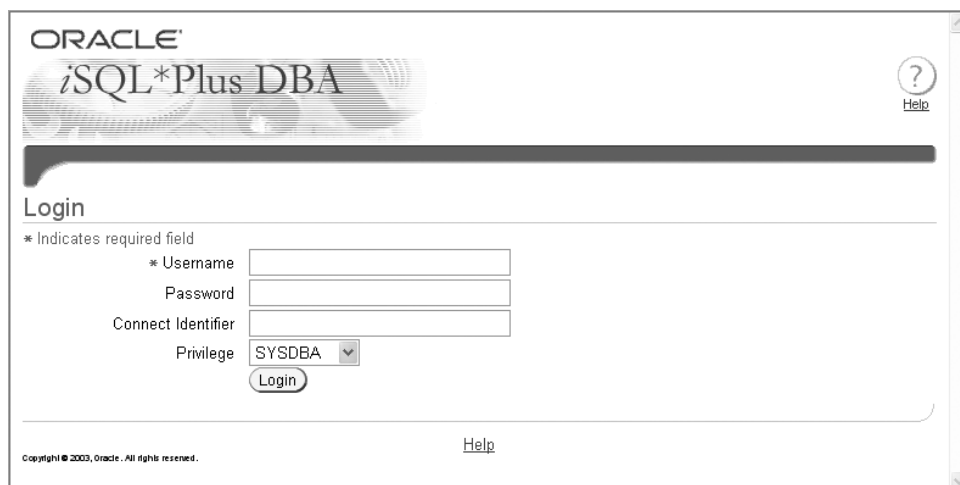 ORACLE
iSQL*Plus DBA
?
Help
Login
* Indicates required field
* Username
Password
Connect Identifier
Privilege SYSDBA
Login
Help
Copyright © 2003, Oracle. All rights reserved.